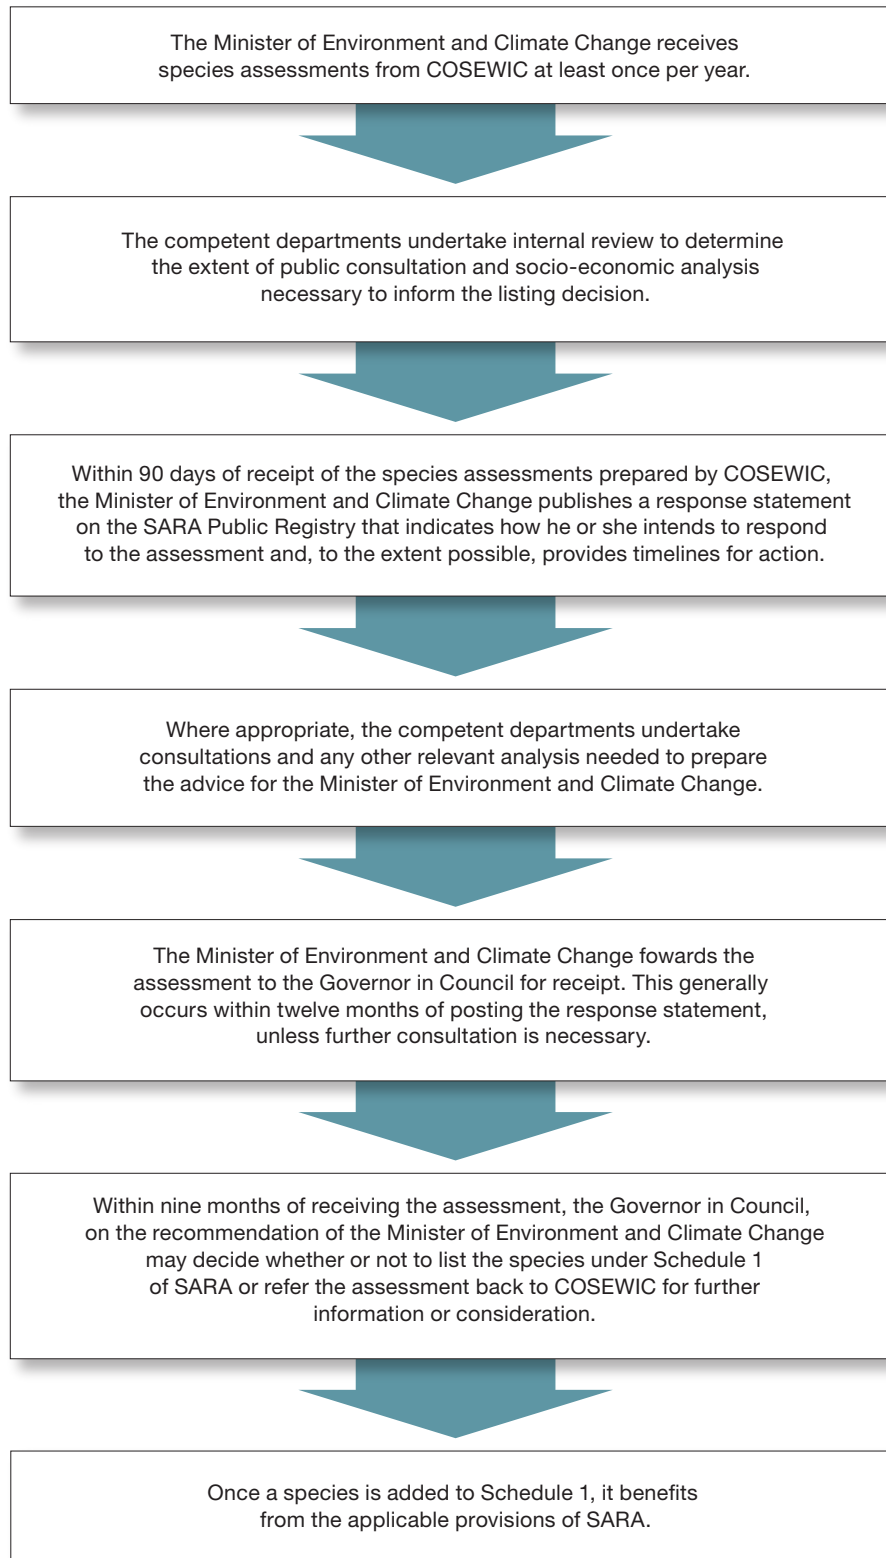 The Minister of Environment and Climate Change receives
species assessments from COSEWIC at least once per year.
The competent departments undertake internal review to determine
the extent of public consultation and socio-economic analysis
necessary to inform the listing decision.
Within 90 days of receipt of the species assessments prepared by COSEWIC,
the Minister of Environment and Climate Change publishes a response statement
on the SARA Public Registry that indicates how he or she intends to respond
to the assessment and, to the extent possible, provides timelines for action.
Where appropriate, the competent departments undertake
consultations and any other relevant analysis needed to prepare
the advice for the Minister of Environment and Climate Change.
The Minister of Environment and Climate Change fowards the
assessment to the Governor in Council for receipt. This generally
occurs within twelve months of posting the response statement,
unless further consultation is necessary.
Within nine months of receiving the assessment, the Governor in Council,
on the recommendation of the Minister of Environment and Climate Change
may decide whether or not to list the species under Schedule 1
of SARA or refer the assessment back to COSEWIC for further
information or consideration.
Once a species is added to Schedule 1, it benefits
from the applicable provisions of SARA.